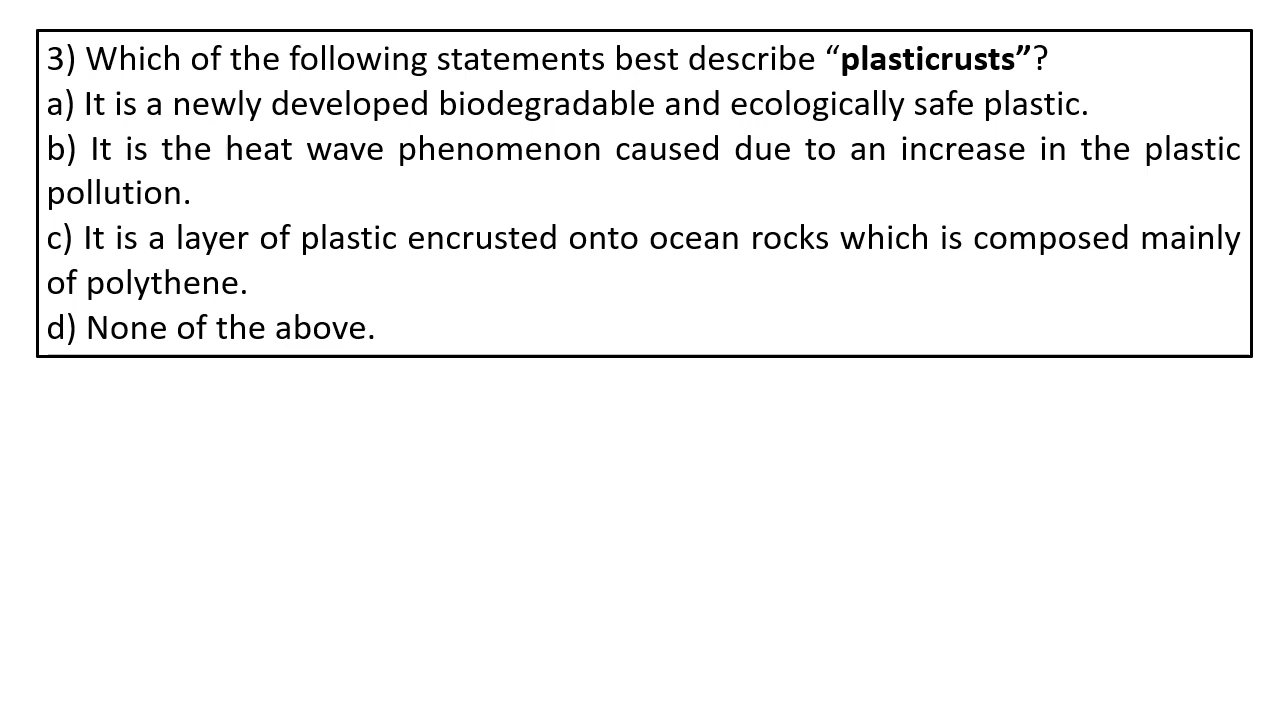 3) Which of the following statements best describe “plasticrusts”?
a) It is a newly developed biodegradable and ecologically safe plastic.
b) It is the heat wave phenomenon caused due to an increase in the plastic
pollution.
c) It is a layer of plastic encrusted onto ocean rocks which is composed mainly
of polythene.
d) None of the above.